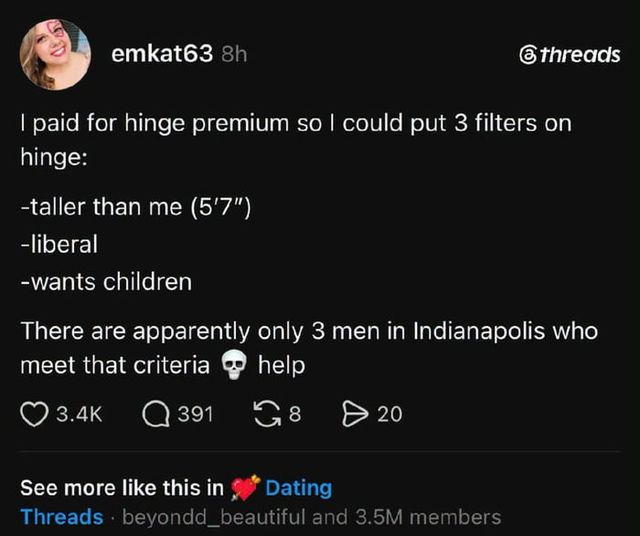 emkat63 8h
threads
I paid for hinge premium so I could put 3 filters on
hinge:
-taller than me (5'7")
-liberal
-wants children
There are apparently only 3 men in Indianapolis who
meet that criteria 💀 help
3.4K 391 8 20
See more like this in 💘 Dating
Threads · beyondd_beautiful and 3.5M members